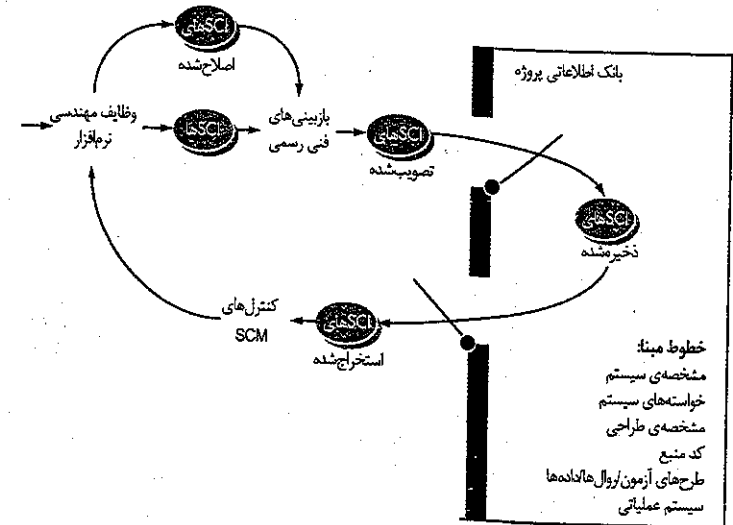 SCIهای
اصلاح‌شده
وظایف مهندسی
نرم‌افزار
SCIها
بازبینی‌های
فنی رسمی
SCIهای
تصویب‌شده
بانک اطلاعاتی پروژه
SCIهای
ذخیره‌شده
SCIهای
استخراج‌شده
کنترل‌های
SCM
خطوط مبنا:
مشخصه‌ی سیستم
خواسته‌های سیستم
مشخصه‌ی طراحی
کد منبع
طرح‌های آزمون/روال‌ها/داده‌ها
سیستم عملیاتی